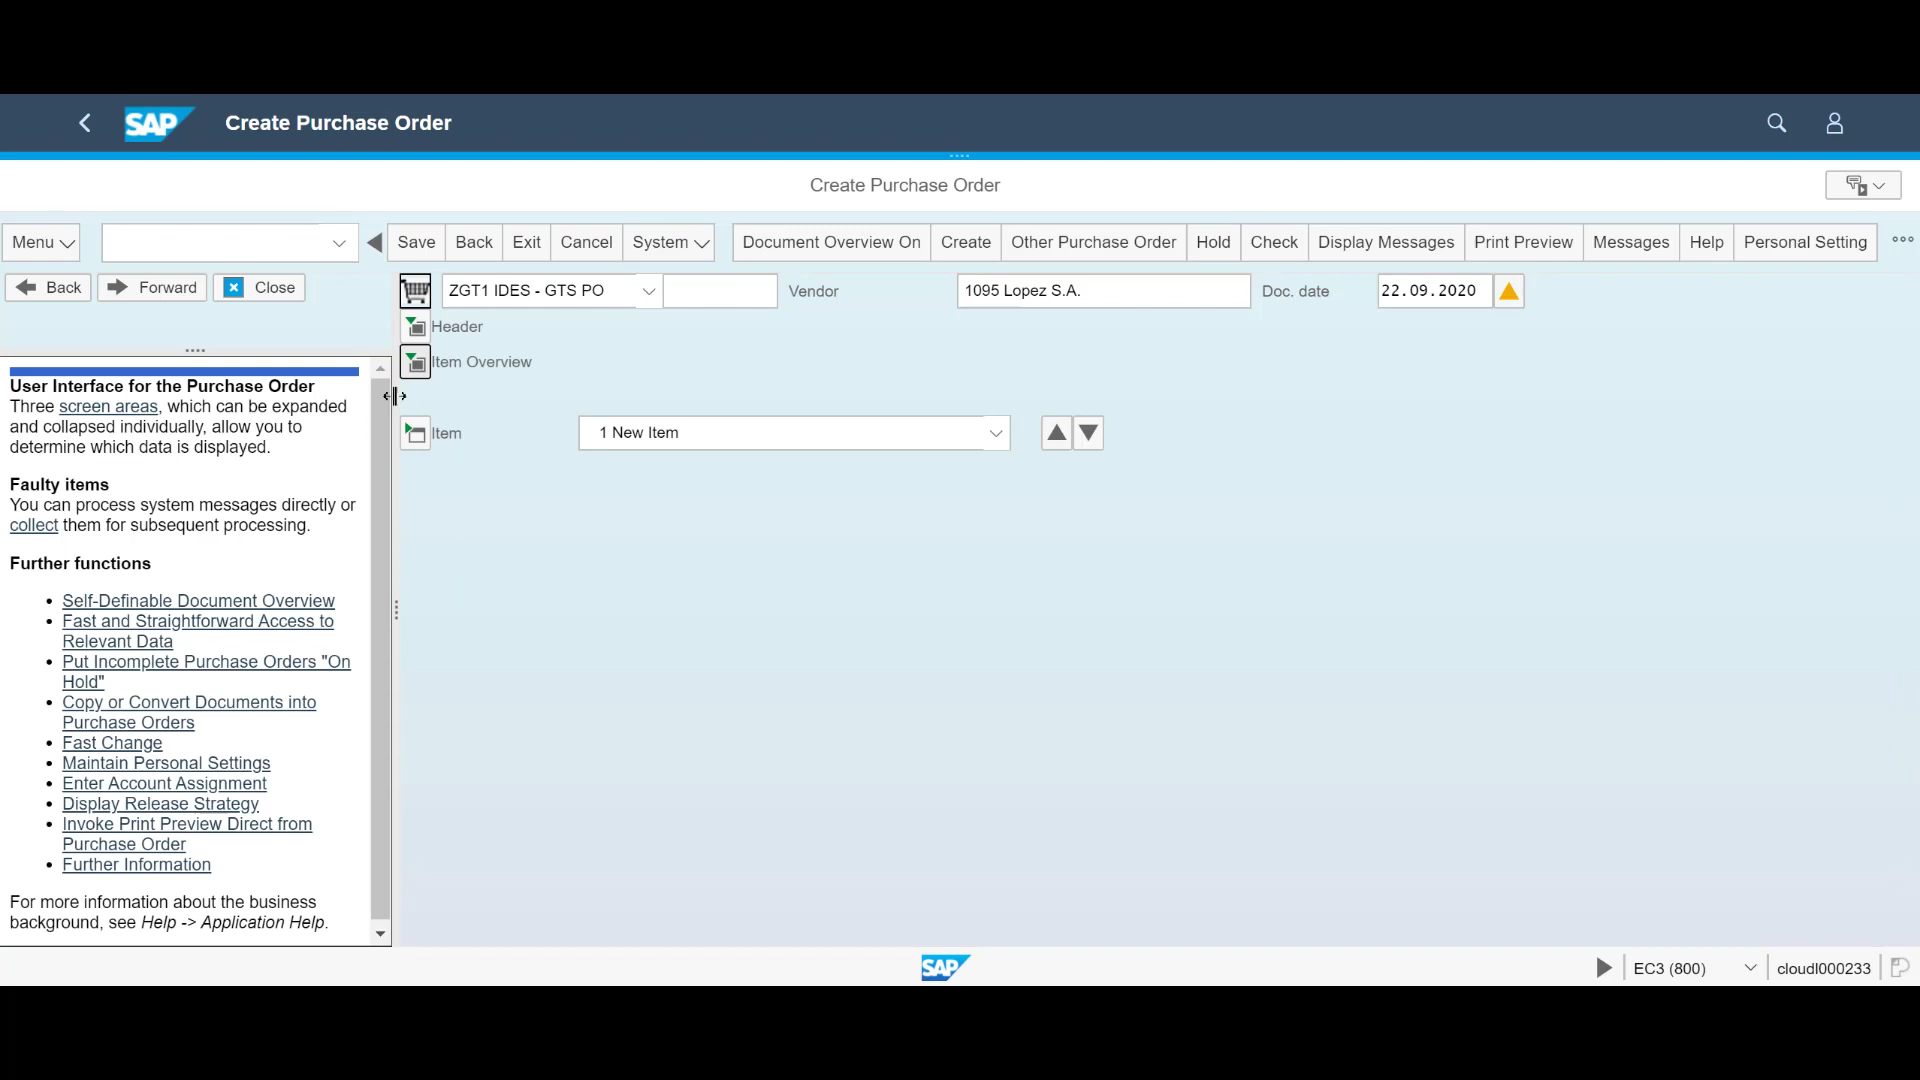 SAP Create Purchase Order
Create Purchase Order
Menu Save Back Exit Cancel System Document Overview On Create Other Purchase Order Hold Check Display Messages Print Preview Messages Help Personal Setting
Back Forward Close
ZGT1 IDES - GTS PO Vendor 1095 Lopez S.A. Doc. date 22.09.2020
Header
Item Overview
Item 1 New Item
User Interface for the Purchase Order
Three screen areas, which can be expanded
and collapsed individually, allow you to
determine which data is displayed.
Faulty items
You can process system messages directly or
collect them for subsequent processing.
Further functions
• Self-Definable Document Overview
• Fast and Straightforward Access to
Relevant Data
• Put Incomplete Purchase Orders "On
Hold"
• Copy or Convert Documents into
Purchase Orders
• Fast Change
• Maintain Personal Settings
• Enter Account Assignment
• Display Release Strategy
• Invoke Print Preview Direct from
Purchase Order
• Further Information
For more information about the business
background, see Help -> Application Help.
SAP EC3 (800) cloudl000233